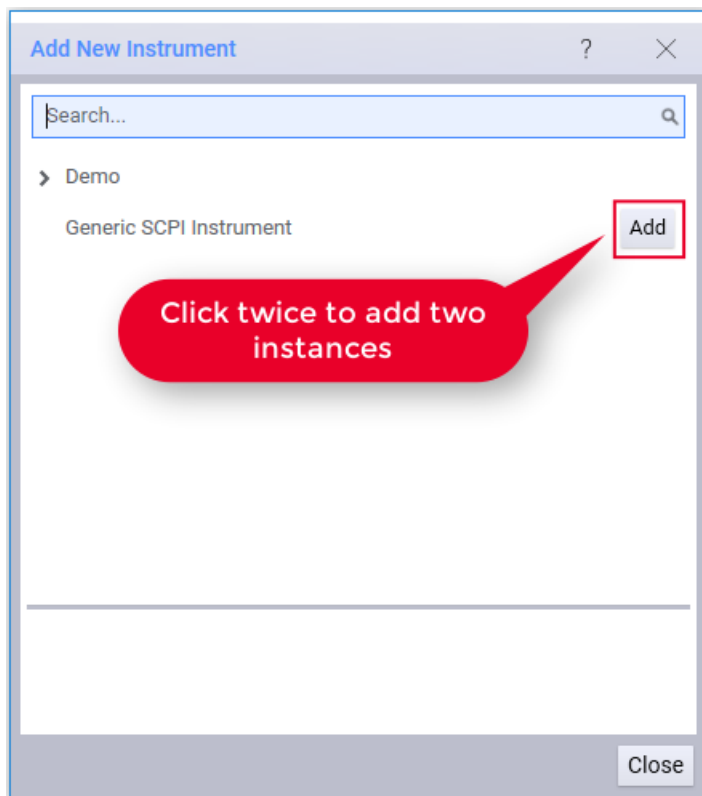 Add New Instrument
Search...
Demo
Generic SCPI Instrument
Add
Click twice to add two
instances
Close